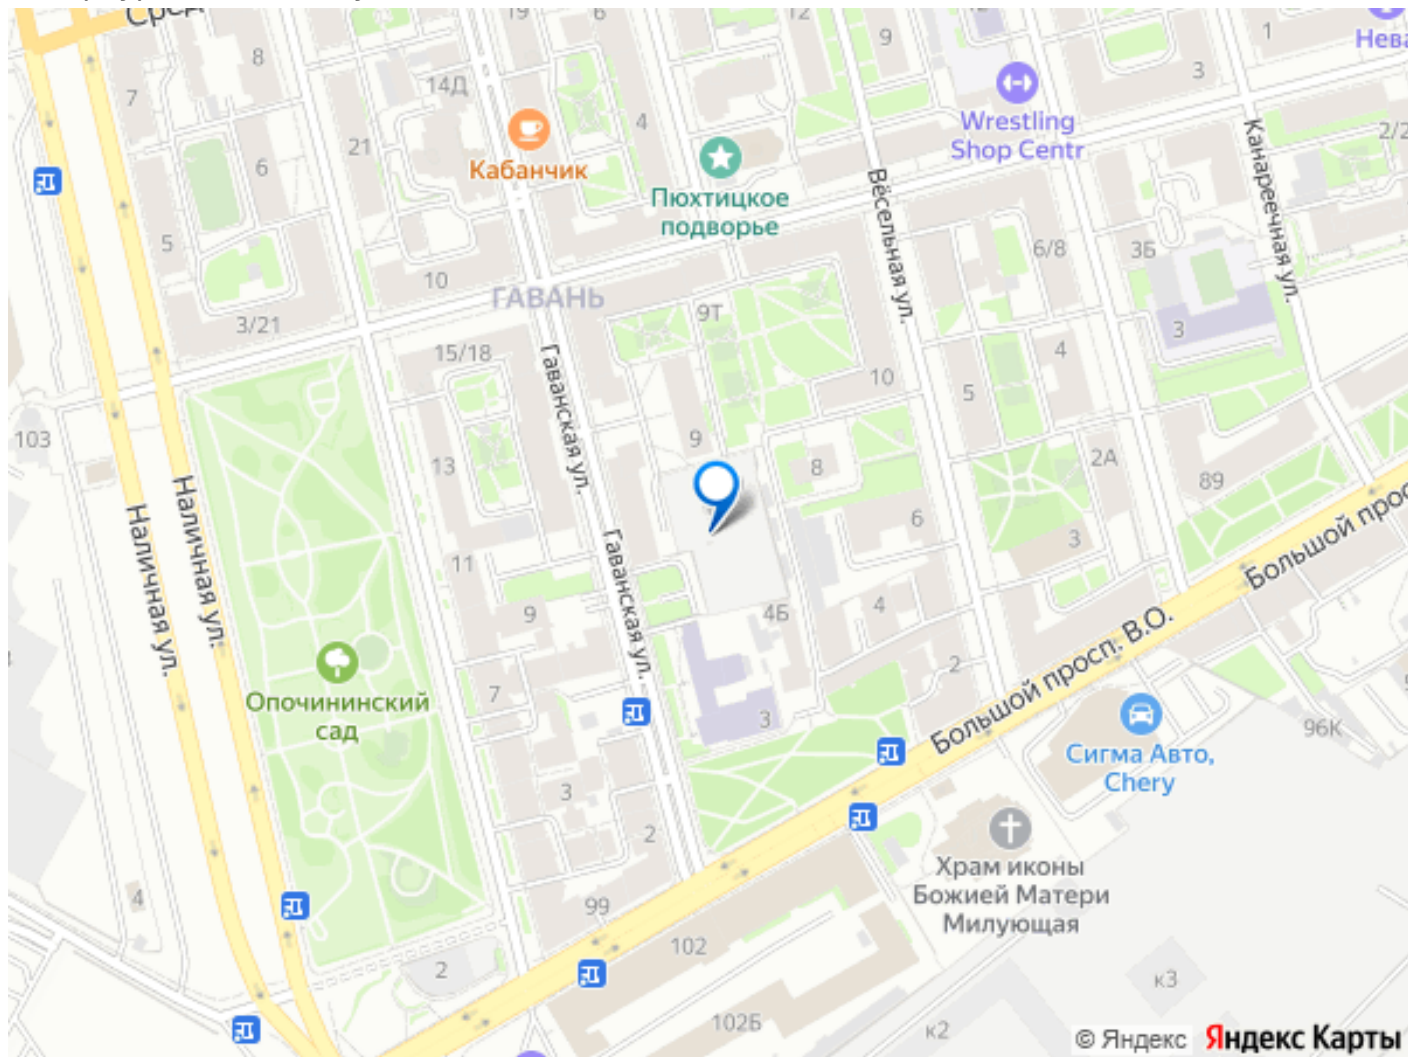 19
6
12
12
9
1
Нева
8
14Д
7
3
Wrestling
Shop Centr
4
Кабанчик
21
2/2
6
Пюхтицкое
подворье
Канареечная ул.
Вёсельная ул.
5
6/8
3Б
10
ГАВАНЬ
9Т
3/21
3
15/18
Гаванская ул.
4
10
5
103
13
9
8
2А
89
Наличная ул.
Наличная ул.
6
3
Большой прос
11
Гаванская ул.
9
4Б
4
Большой просп. В.О.
2
Опочининский
сад
7
3
96К
Сигма Авто,
Chery
3
2
Храм иконы
Божией Матери
Милующая
4
99
102
2
к3
102Б
к2
© Яндекс
Яндекс Карты